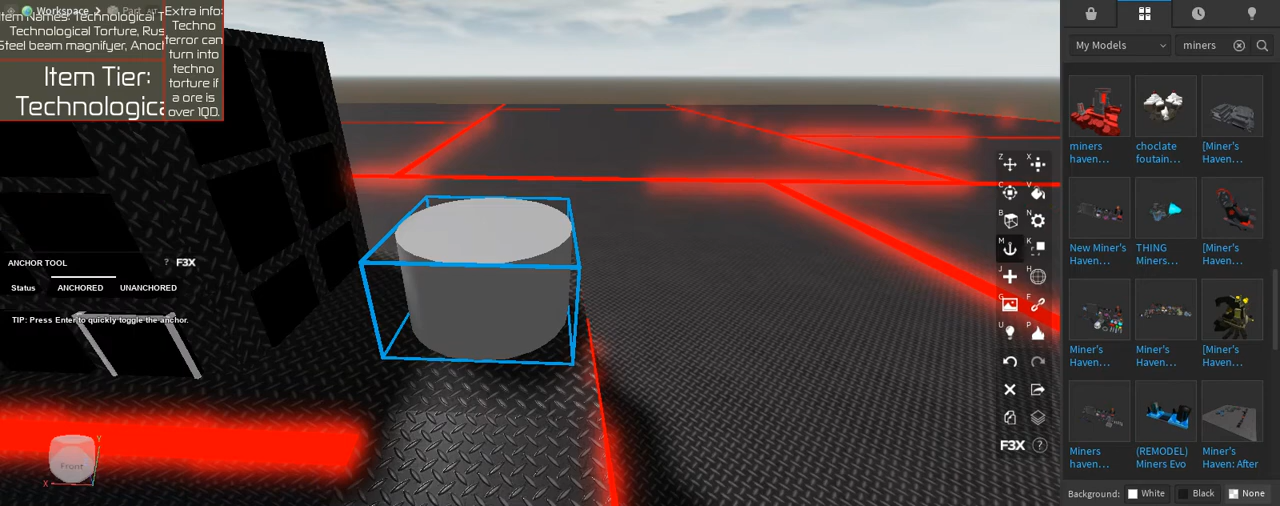 Workspace > Part
Item Names: Technological T
Technological Torture, Rus
Steel beam magnifyer, Anoc
Item Tier:
Technologica
Extra info:
Techno
terror can
turn into
techno
torture if
a ore is
over 1QD.
ANCHOR TOOL
? F3X
Status ANCHORED UNANCHORED
TIP: Press Enter to quickly toggle the anchor.
Front
X
Y
Z X
C V
B N
M K
J H
G F
U P
F3X ?
My Models
miners
miners haven...
choclate foutain...
[Miner's Haven...
New Miner's Haven...
THING Miners...
[Miner's Haven...
Miner's Haven...
Miner's Haven...
[Miner's Haven...
Miners haven...
(REMODEL) Miners Evo
Miner's Haven: After
Background: White Black None